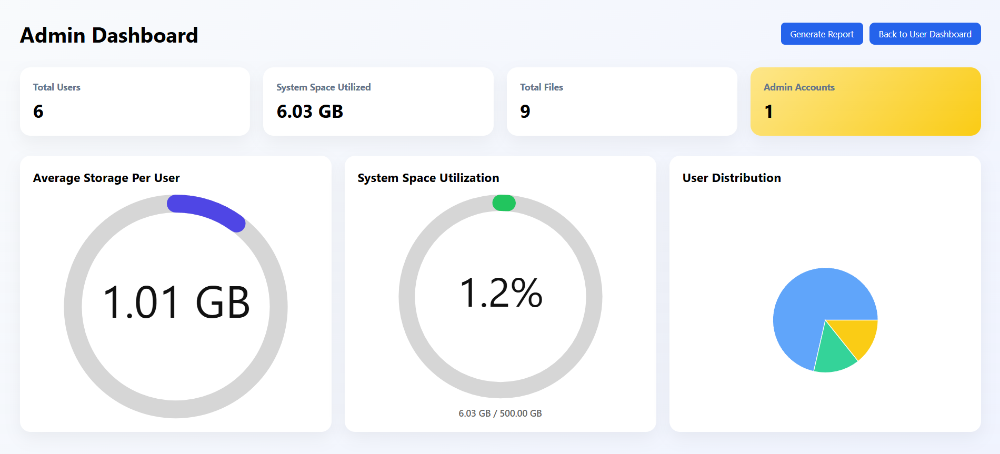 Admin Dashboard
Generate Report
Back to User Dashboard
Total Users
6
System Space Utilized
6.03 GB
Total Files
9
Admin Accounts
1
Average Storage Per User
1.01 GB
System Space Utilization
1.2%
6.03 GB / 500.00 GB
User Distribution